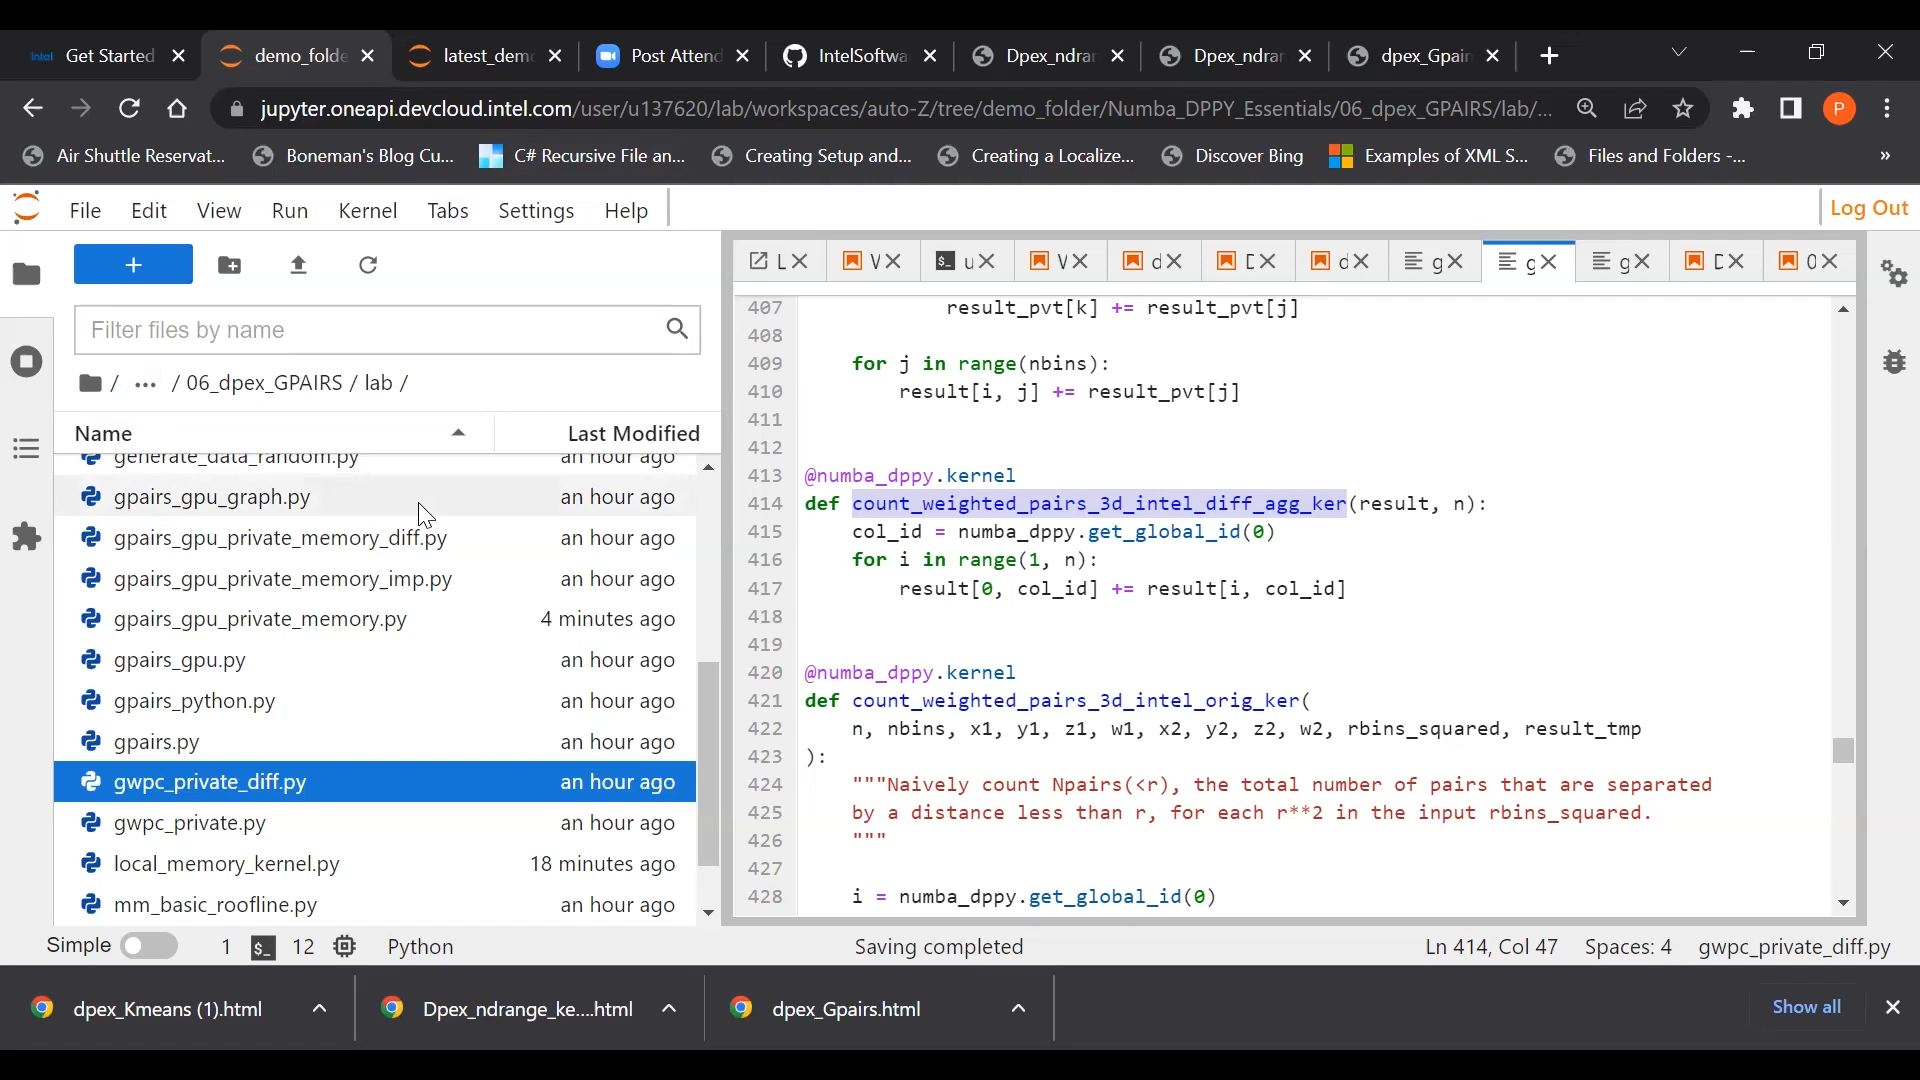 intel Get Started
demo_folde
latest_demo
Post Attend
IntelSoftwa
Dpex_ndran
Dpex_ndran
dpex_Gpair
jupyter.oneapi.devcloud.intel.com/user/u137620/lab/workspaces/auto-Z/tree/demo_folder/Numba_DPPY_Essentials/06_dpex_GPAIRS/lab/...
P
Air Shuttle Reservat...
Boneman's Blog Cu...
C# Recursive File an...
Creating Setup and...
Creating a Localize...
Discover Bing
Examples of XML S...
Files and Folders -...
»
File Edit View Run Kernel Tabs Settings Help
Log Out
+
L
V
u
V
d
D
d
g
g
g
D
0
Filter files by name
/ ... / 06_dpex_GPAIRS / lab /
Name Last Modified
generate_data_random.py an hour ago
gpairs_gpu_graph.py an hour ago
gpairs_gpu_private_memory_diff.py an hour ago
gpairs_gpu_private_memory_imp.py an hour ago
gpairs_gpu_private_memory.py 4 minutes ago
gpairs_gpu.py an hour ago
gpairs_python.py an hour ago
gpairs.py an hour ago
gwpc_private_diff.py an hour ago
gwpc_private.py an hour ago
local_memory_kernel.py 18 minutes ago
mm_basic_roofline.py an hour ago
407 result_pvt[k] += result_pvt[j]
408
409 for j in range(nbins):
410 result[i, j] += result_pvt[j]
411
412
413 @numba_dppy.kernel
414 def count_weighted_pairs_3d_intel_diff_agg_ker(result, n):
415 col_id = numba_dppy.get_global_id(0)
416 for i in range(1, n):
417 result[0, col_id] += result[i, col_id]
418
419
420 @numba_dppy.kernel
421 def count_weighted_pairs_3d_intel_orig_ker(
422 n, nbins, x1, y1, z1, w1, x2, y2, z2, w2, rbins_squared, result_tmp
423 ):
424 """Naively count Npairs(<r), the total number of pairs that are separated
425 by a distance less than r, for each r**2 in the input rbins_squared.
426 """
427
428 i = numba_dppy.get_global_id(0)
Simple 1 $_ 12 Python Saving completed Ln 414, Col 47 Spaces: 4 gwpc_private_diff.py
dpex_Kmeans (1).html
Dpex_ndrange_ke....html
dpex_Gpairs.html
Show all